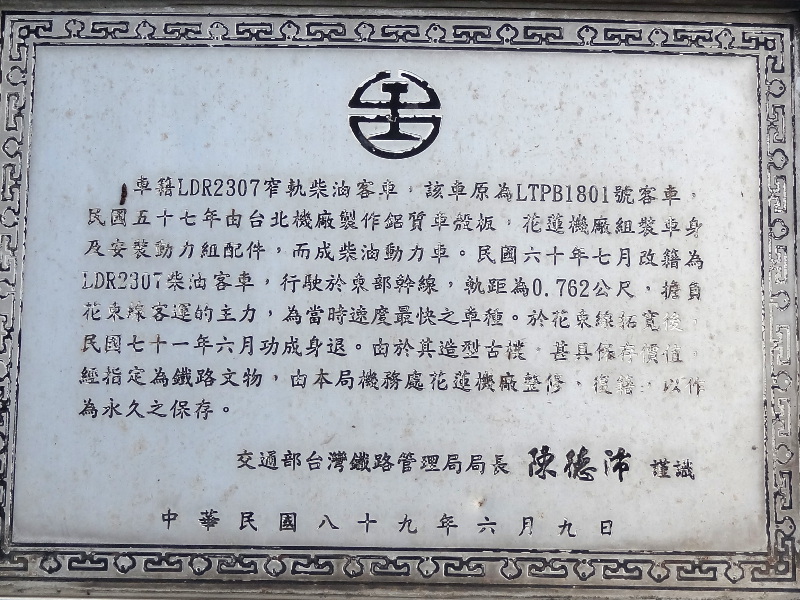 車籍LDR2307窄軌柴油客車，該車原為LTPB1801號客車，
民國五十七年由台北機廠製作鋁質車殼板，花蓮機廠組裝車身
及安裝動力組配件，而成柴油動力車。民國六十年七月改籍為
LDR2307柴油客車，行駛於東部幹線，軌距為0.762公尺，擔負
花東線客運的主力，為當時速度最快之車種。於花東線拓寬後，
民國七十一年六月功成身退。由於其造型古樸，甚具保存價值，
經指定為鐵路文物，由本局機務處花蓮機廠整修、復舊，以作
為永久之保存。
交通部台灣鐵路管理局局長 陳德沛 謹識
中華民國八十九年六月九日